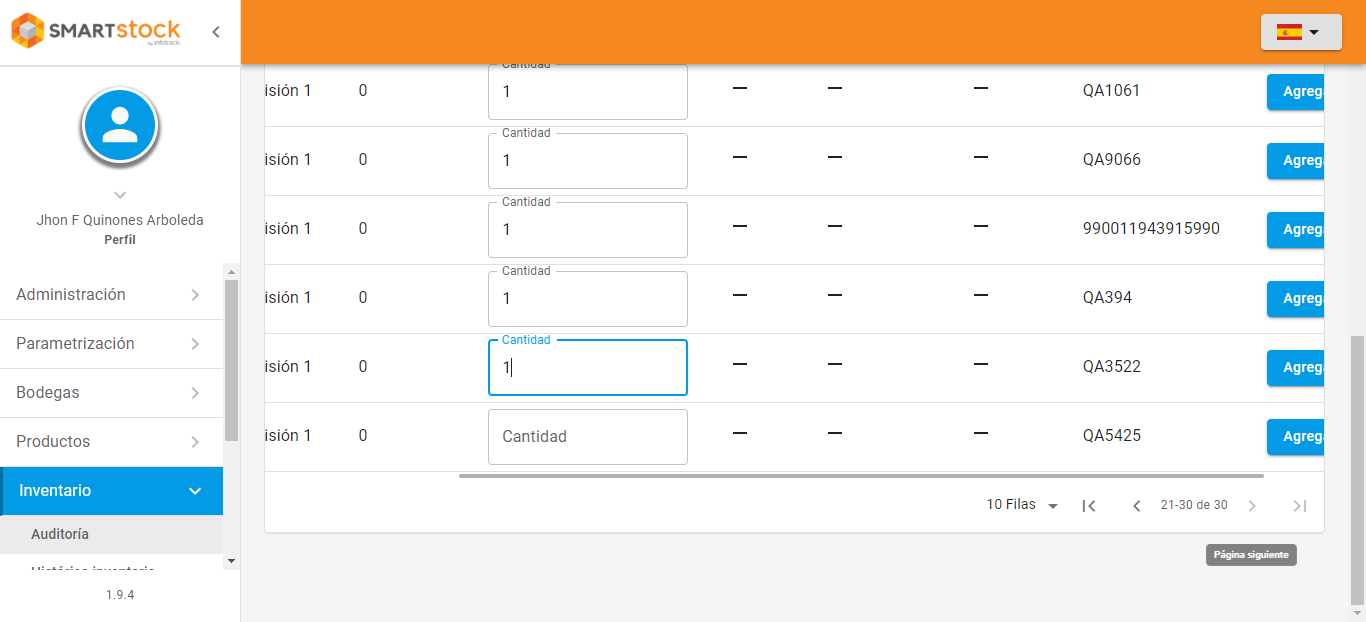 SMARTstock
by infotrack.
Jhon F Quinones Arboleda
Perfil
Administración
Parametrización
Bodegas
Productos
Inventario
Auditoría
Histórico inventario
1.9.4
Cantidad
isión 1 0 1 — — — QA1061 Agreg
Cantidad
isión 1 0 1 — — — QA9066 Agreg
Cantidad
isión 1 0 1 — — — 990011943915990 Agreg
Cantidad
isión 1 0 1 — — — QA394 Agreg
Cantidad
isión 1 0 1 — — — QA3522 Agreg
isión 1 0 Cantidad — — — QA5425 Agreg
10 Filas 21-30 de 30
Página siguiente